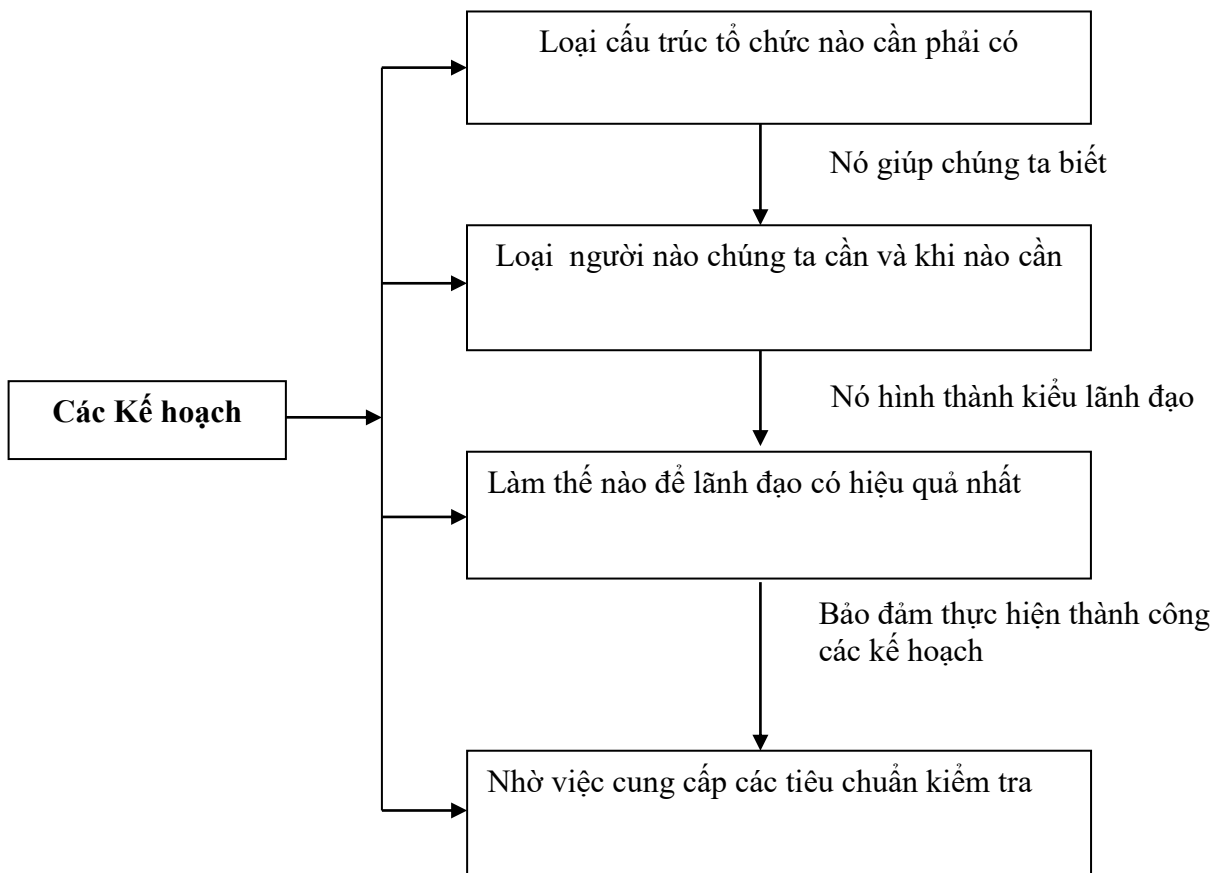 Loại cấu trúc tổ chức nào cần phải có
Nó giúp chúng ta biết
Loại  người nào chúng ta cần và khi nào cần
Các Kế hoạch
Nó hình thành kiểu lãnh đạo
Làm thế nào để lãnh đạo có hiệu quả nhất
Bảo đảm thực hiện thành công
các kế hoạch
Nhờ việc cung cấp các tiêu chuẩn kiểm tra